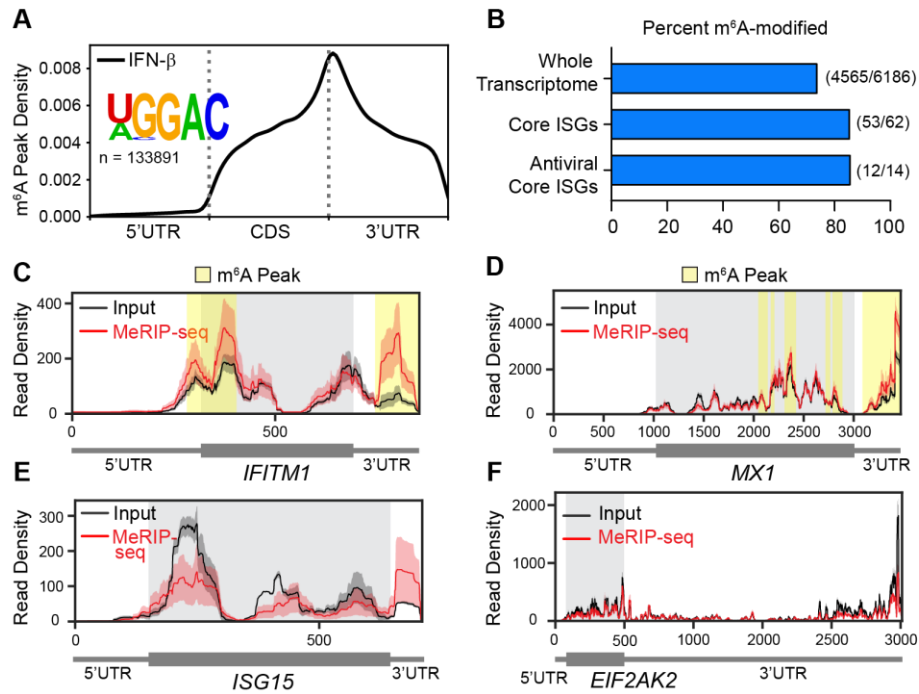 A
IFN-β
m⁶A Peak Density
0.008
0.006
0.004
0.002
0.000
UAGGAC
n = 133891
5'UTR
CDS
3'UTR
B
Percent m⁶A-modified
Whole
Transcriptome
(4565/6186)
Core ISGs
(53/62)
Antiviral
Core ISGs
(12/14)
0 20 40 60 80 100
C
m⁶A Peak
Input
MeRIP-seq
Read Density
400
200
0
0 500
5'UTR
IFITM1
3'UTR
D
m⁶A Peak
Input
MeRIP-seq
Read Density
4000
2000
0
0 500 1000 1500 2000 2500 3000
5'UTR
MX1
3'UTR
E
Input
MeRIP-
seq
Read Density
300
200
100
0
0 500
5'UTR
ISG15
3'UTR
F
Input
MeRIP-seq
Read Density
2000
1000
0
0 500 1000 2000 2000 3000
5'UTR
EIF2AK2
3'UTR